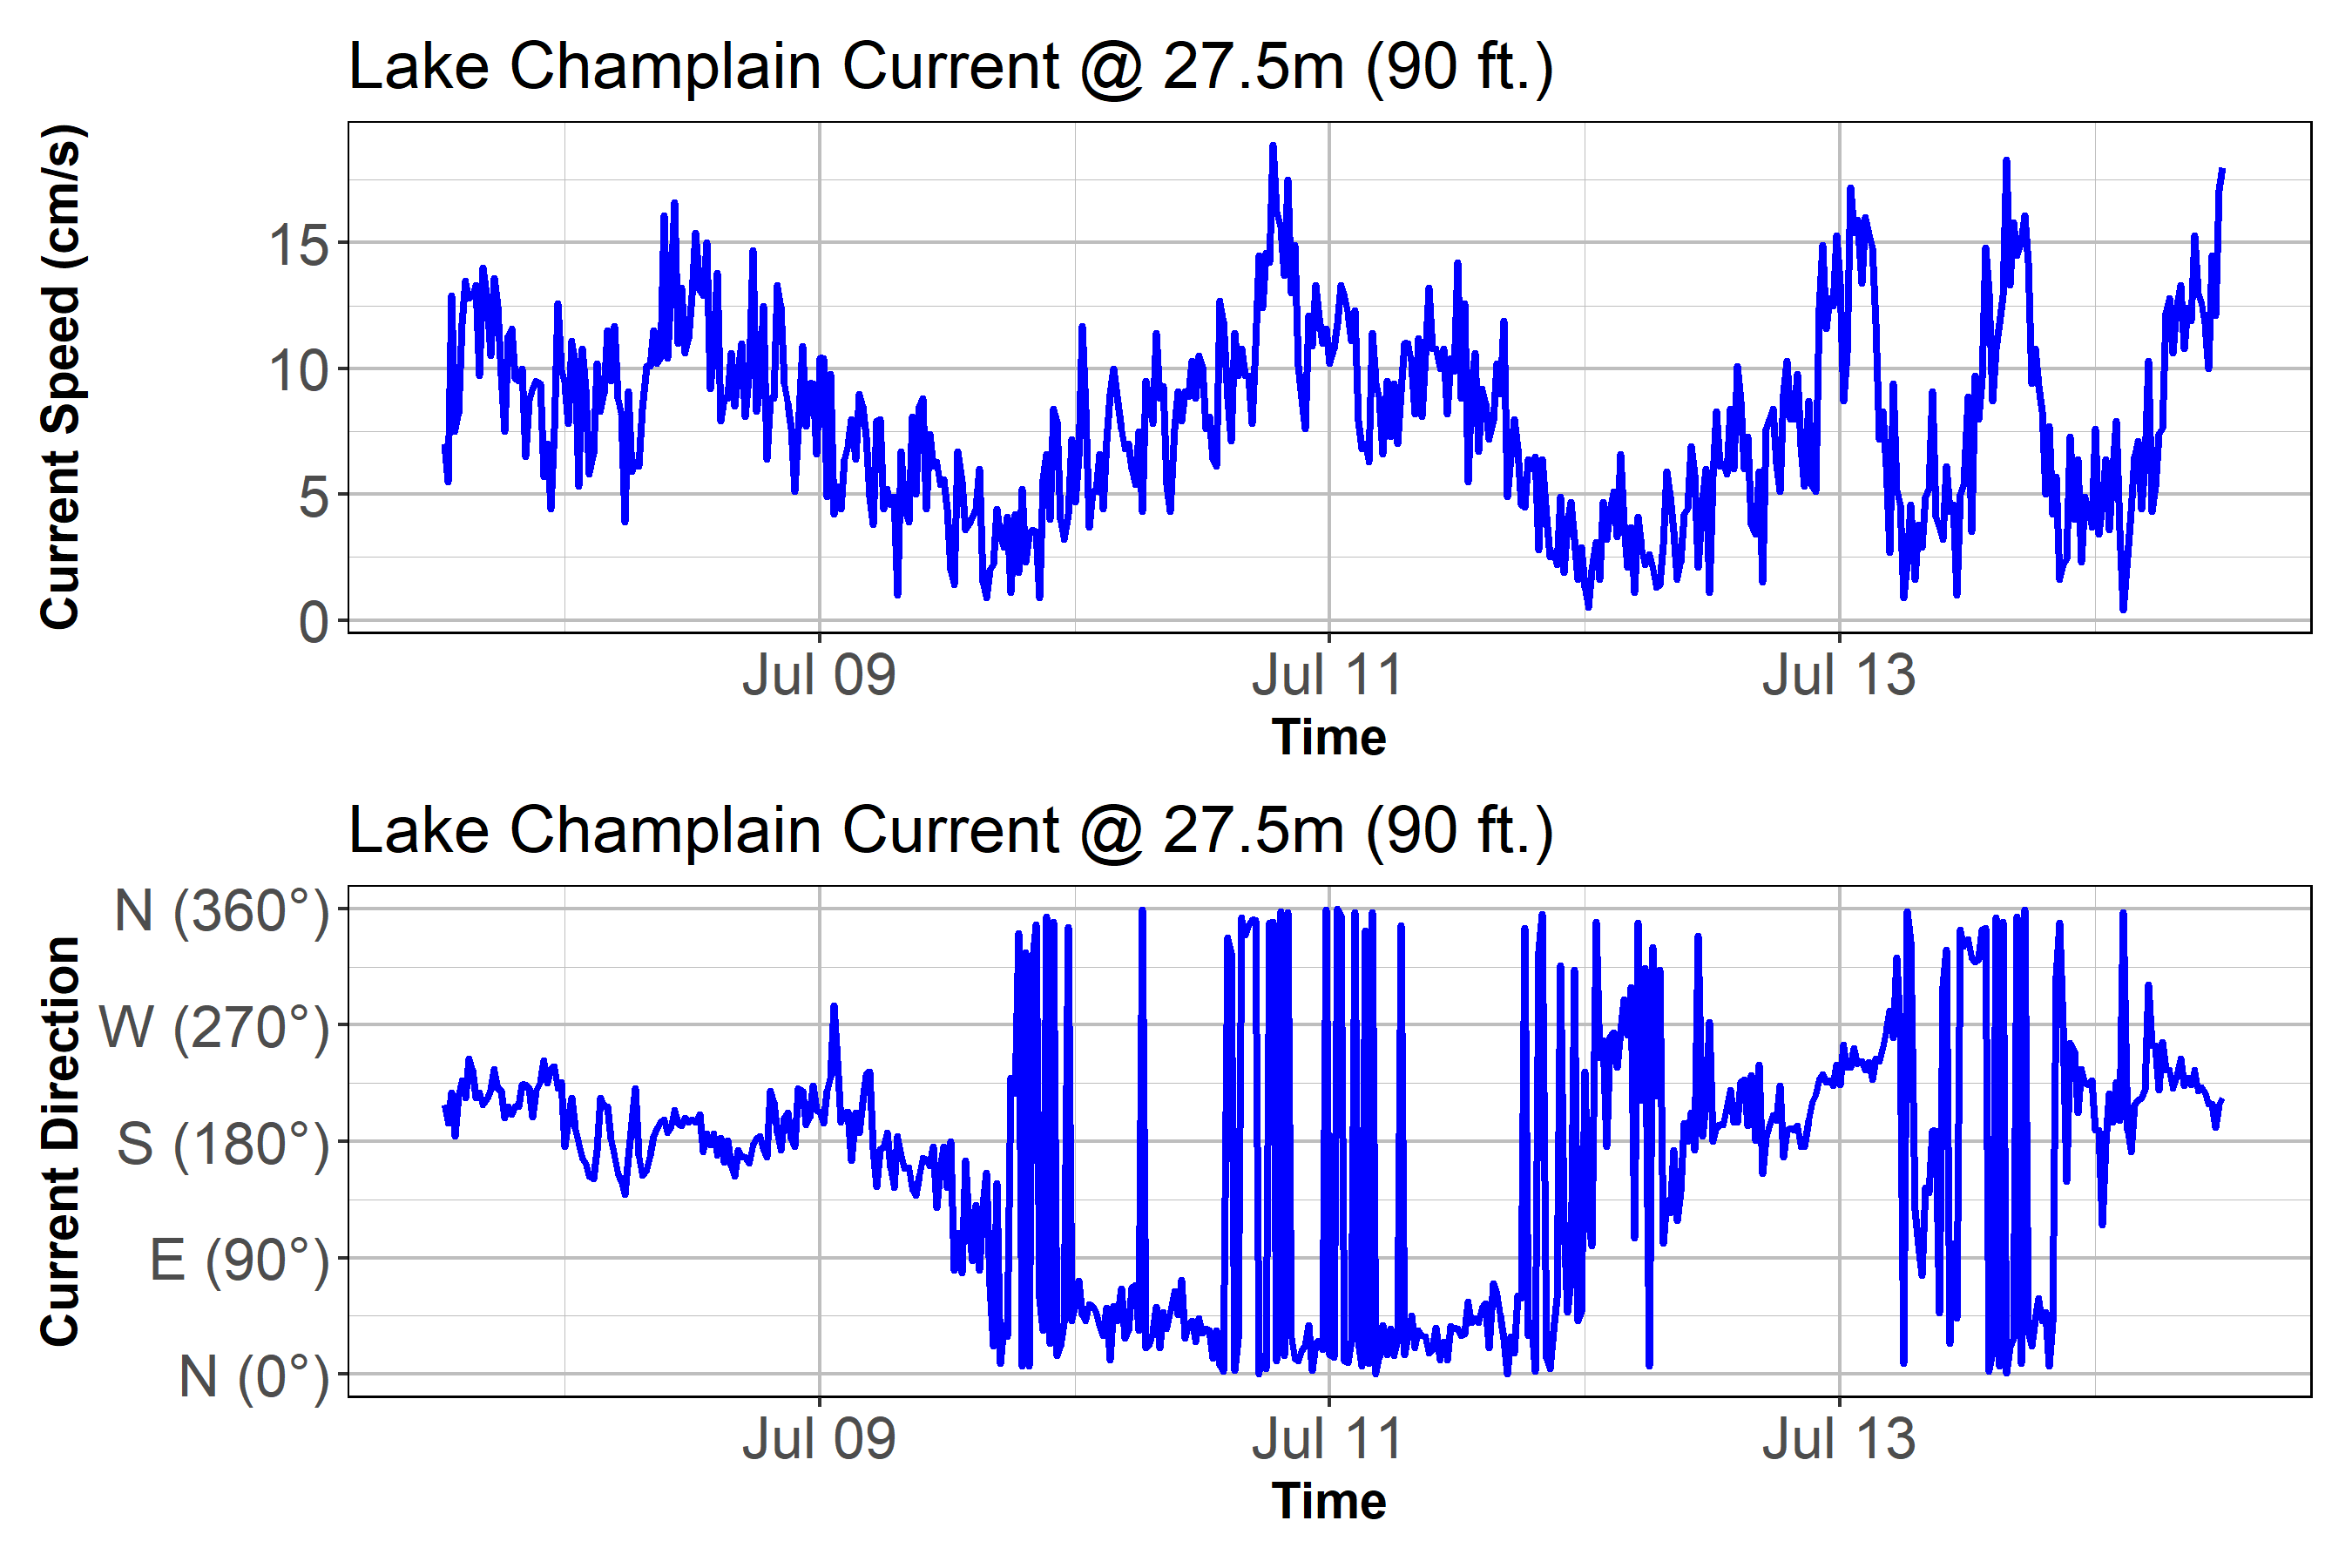 Lake Champlain Current @ 27.5m (90 ft.)
Current Speed (cm/s)
15
10
5
0
Jul 09 Jul 11 Jul 13
Time
Lake Champlain Current @ 27.5m (90 ft.)
Current Direction
N (360°)
W (270°)
S (180°)
E (90°)
N (0°)
Jul 09 Jul 11 Jul 13
Time